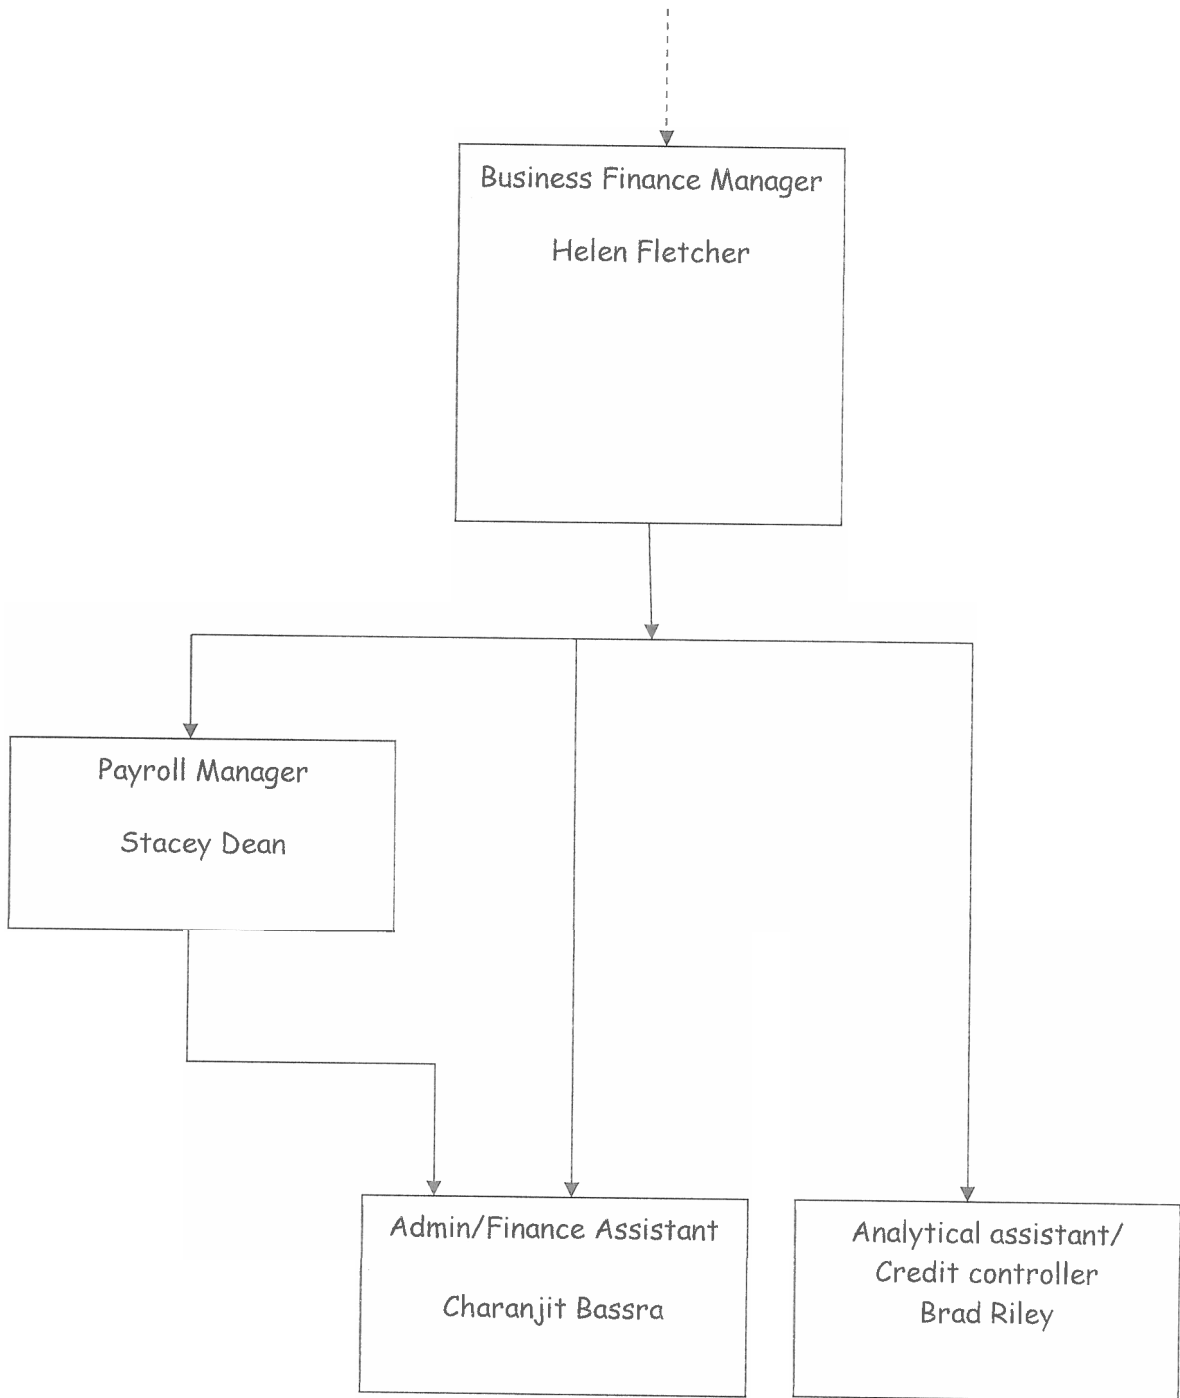 Business Finance Manager
Helen Fletcher
Payroll Manager
Stacey Dean
Admin/Finance Assistant
Charanjit Bassra
Analytical assistant/
Credit controller
Brad Riley